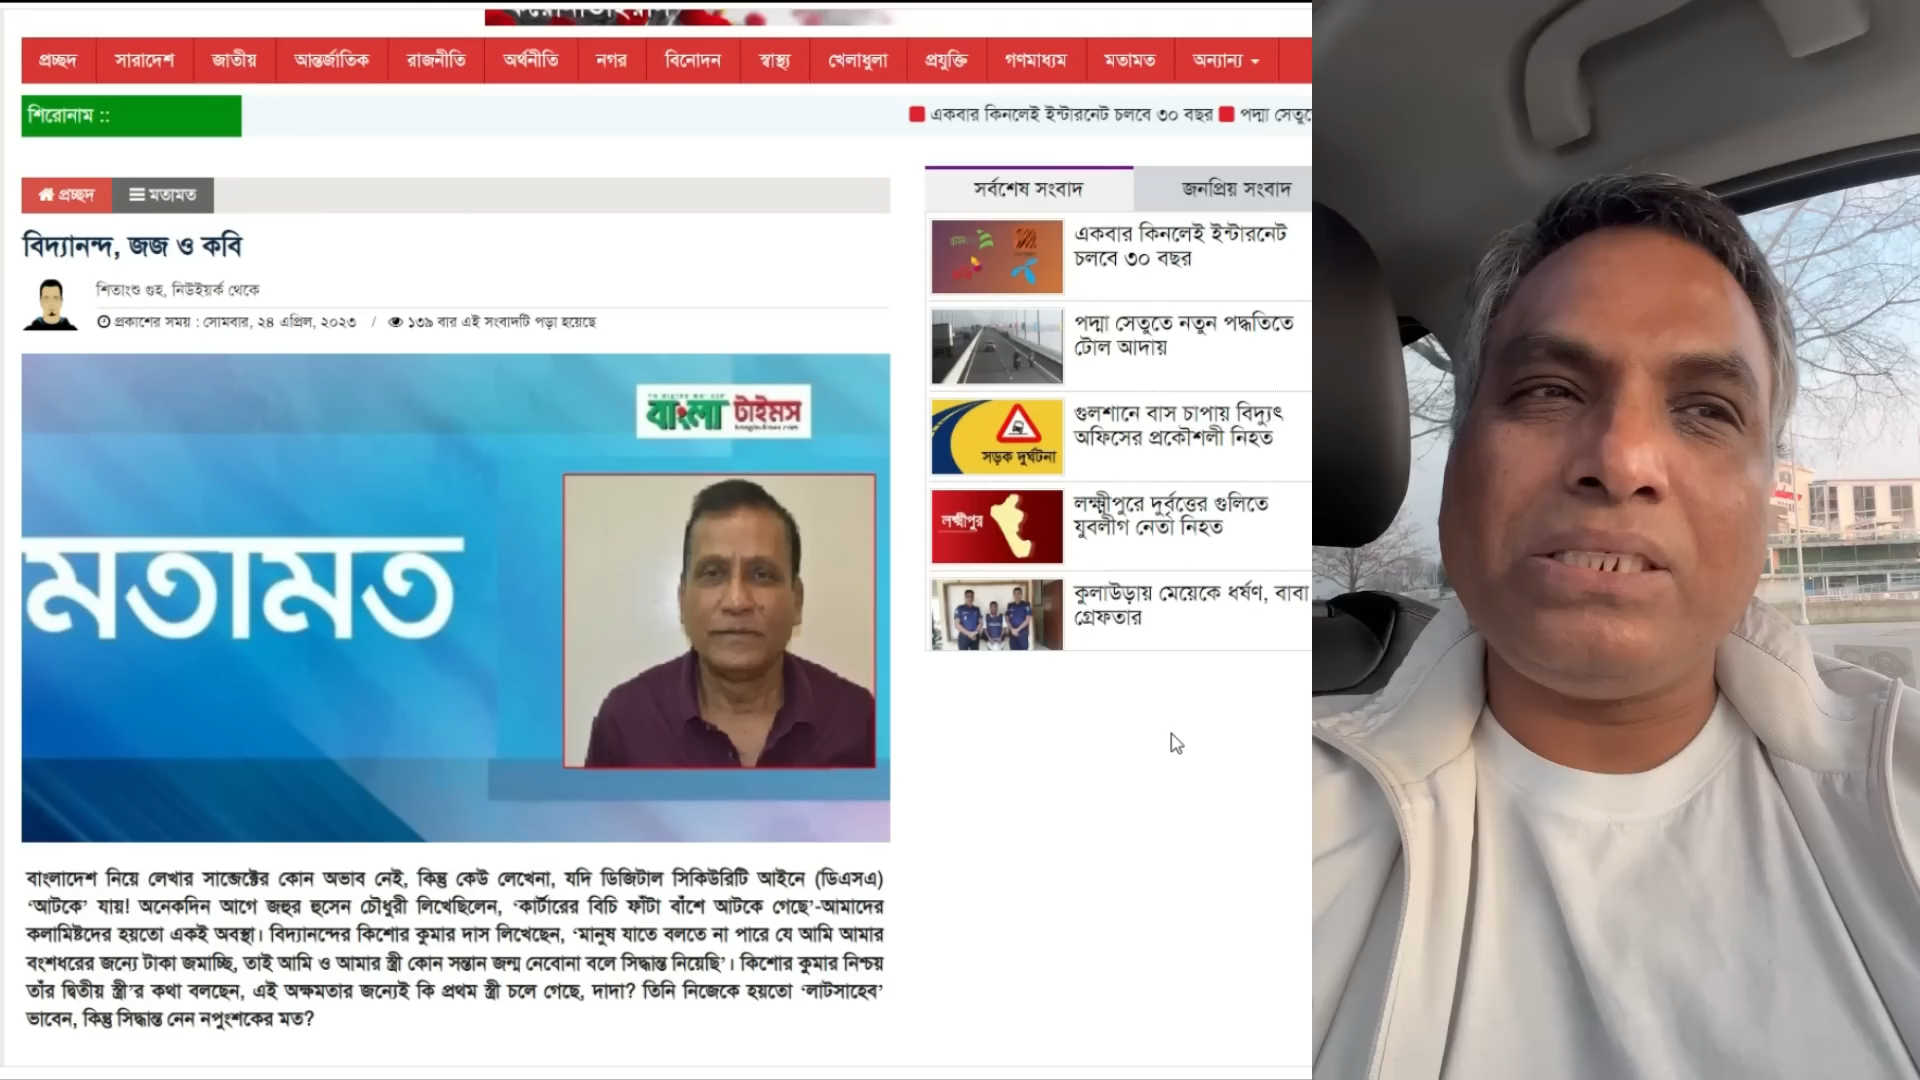 প্রচ্ছদ সারাদেশ জাতীয় আন্তর্জাতিক রাজনীতি অর্থনীতি নগর বিনোদন স্বাস্থ্য খেলাধুলা প্রযুক্তি গণমাধ্যম মতামত অন্যান্য
শিরোনাম ::
একবার কিনলেই ইন্টারনেট চলবে ৩০ বছর পদ্মা
প্রচ্ছদ মতামত
বিদ্যানন্দ, জজ ও কবি
শিতাংশু গুহ, নিউইয়র্ক থেকে
প্রকাশের সময় : সোমবার, ২৪ এপ্রিল, ২০২৩ / ১৩৯ বার এই সংবাদটি পড়া হয়েছে
বাংলা টাইমস
মতামত
বাংলাদেশ নিয়ে লেখার সাব্জেক্টের কোন অভাব নেই, কিন্তু কেউ লেখেনা, যদি ডিজিটাল সিকিউরিটি আইনে (ডিএসএ)
‘আটকে’ যায়! অনেকদিন আগে জহুর হুসেন চৌধুরী লিখেছিলেন, ‘কার্টারের বিচি ফাঁটা বাঁশে আটকে গেছে’-আমাদের
কলামিষ্টদের হয়তো একই অবস্থা। বিদ্যানন্দের কিশোর কুমার দাস লিখেছেন, ‘মানুষ যাতে বলতে না পারে যে আমি আমার
বংশধরের জন্যে টাকা জমাচ্ছি, তাই আমি ও আমার স্ত্রী কোন সন্তান জন্ম নেবোনা বলে সিদ্ধান্ত নিয়েছি’। কিশোর কুমার নিশ্চয়
তাঁর দ্বিতীয় স্ত্রী’র কথা বলছেন, এই অক্ষমতার জন্যেই কি প্রথম স্ত্রী চলে গেছে, দাদা? তিনি নিজেকে হয়তো ‘লাটসাহেব’
ভাবেন, কিন্তু সিদ্ধান্ত নেন নপুংশকের মত?
সর্বশেষ সংবাদ জনপ্রিয় সংবাদ
একবার কিনলেই ইন্টারনেট
চলবে ৩০ বছর
পদ্মা সেতুতে নতুন পদ্ধতিতে
টোল আদায়
সড়ক দুর্ঘটনা
গুলশানে বাস চাপায় বিদ্যুৎ
অফিসের প্রকৌশলী নিহত
লক্ষ্মীপুর
লক্ষ্মীপুরে দুর্বৃত্তের গুলিতে
যুবলীগ নেতা নিহত
কুলাউড়ায় মেয়েকে ধর্ষণ, বাবা
গ্রেফতার